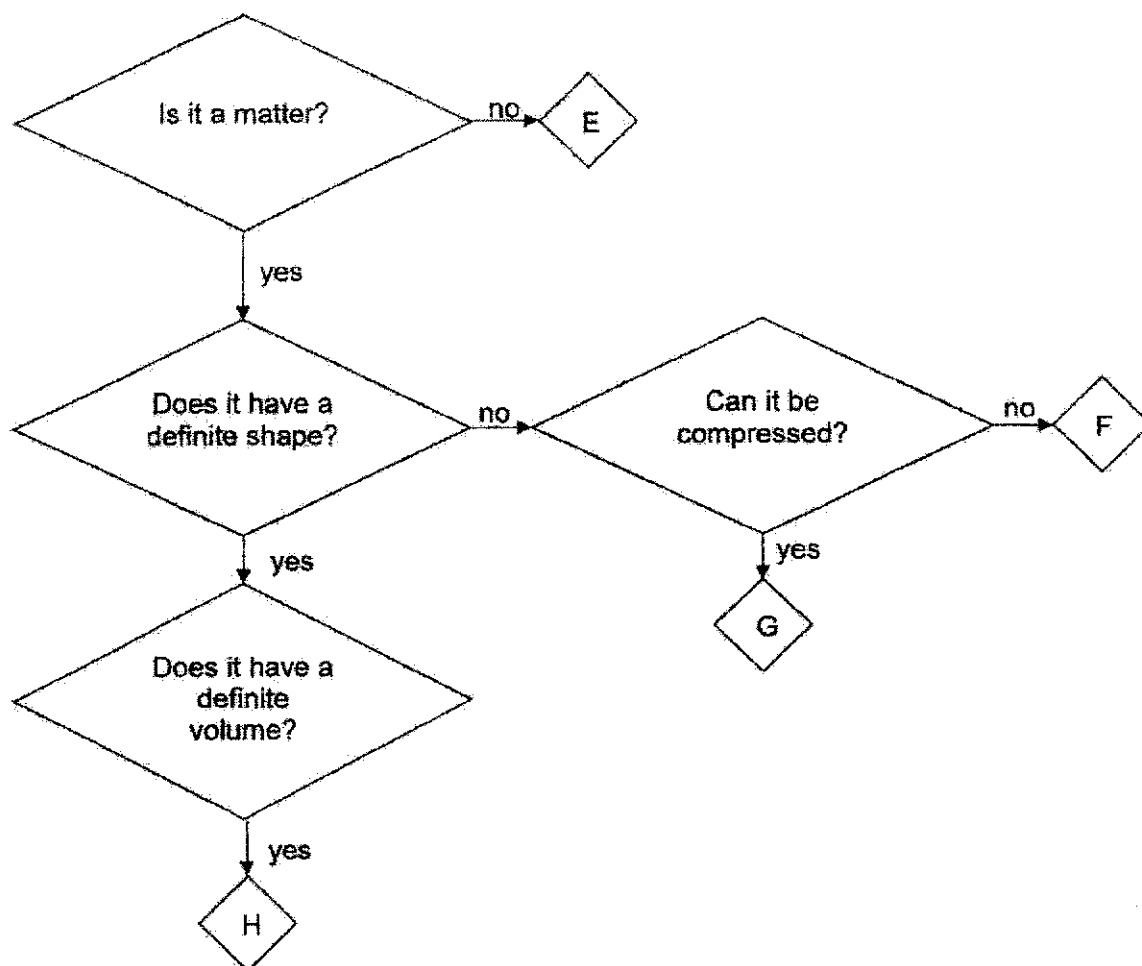 Is it a matter?
no
E
yes
Does it have a
definite shape?
no
Can it be
compressed?
no
F
yes
yes
G
Does it have a
definite
volume?
yes
H